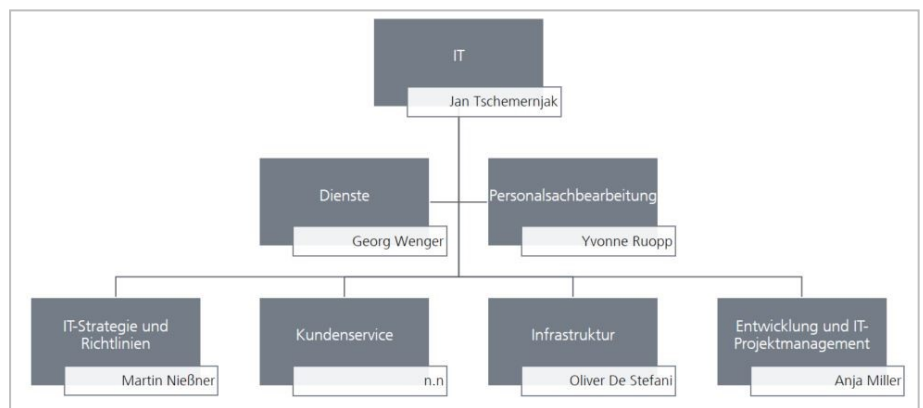 IT
Jan Tschemernjak
Dienste
Georg Wenger
Personalsachbearbeitung
Yvonne Ruopp
IT-Strategie und
Richtlinien
Martin Nießner
Kundenservice
n.n
Infrastruktur
Oliver De Stefani
Entwicklung und IT-
Projektmanagement
Anja Miller